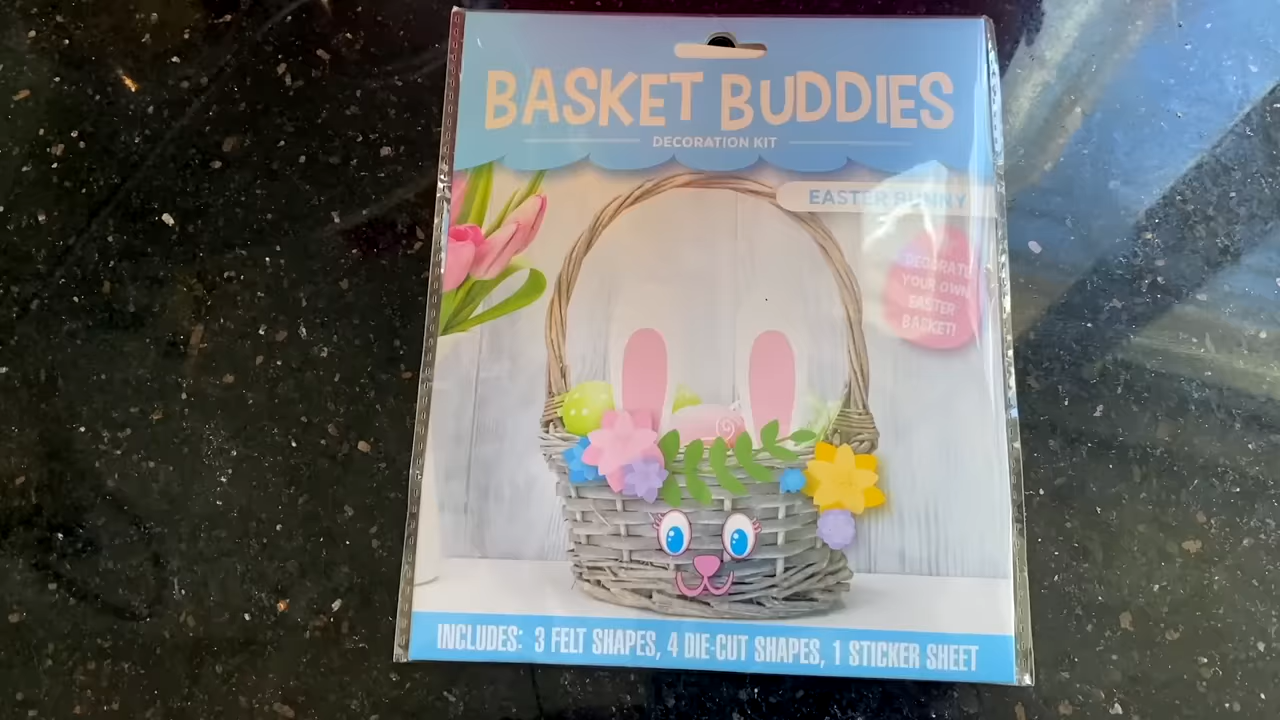 BASKET BUDDIES
DECORATION KIT
EASTER BUNNY
DECORATE
YOUR OWN
EASTER
BASKET!
INCLUDES: 3 FELT SHAPES, 4 DIE-CUT SHAPES, 1 STICKER SHEET